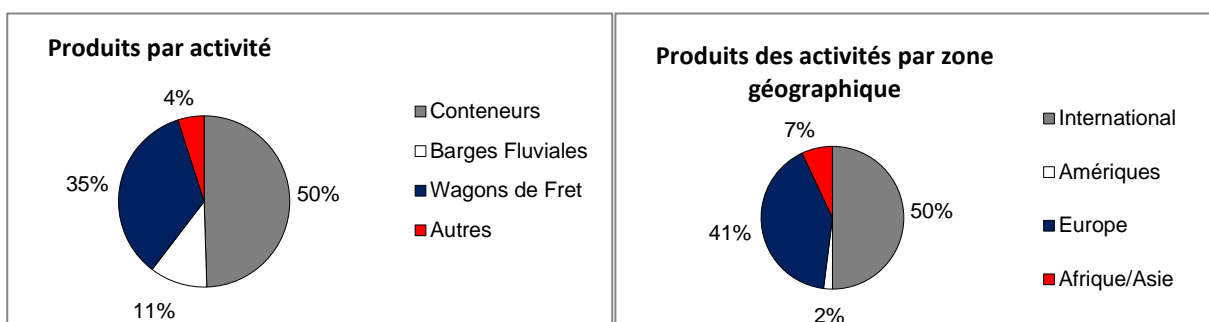 Produits par activité
4%
35%
50%
11%
Conteneurs
Barges Fluviales
Wagons de Fret
Autres
Produits des activités par zone
géographique
7%
41%
50%
2%
International
Amériques
Europe
Afrique/Asie